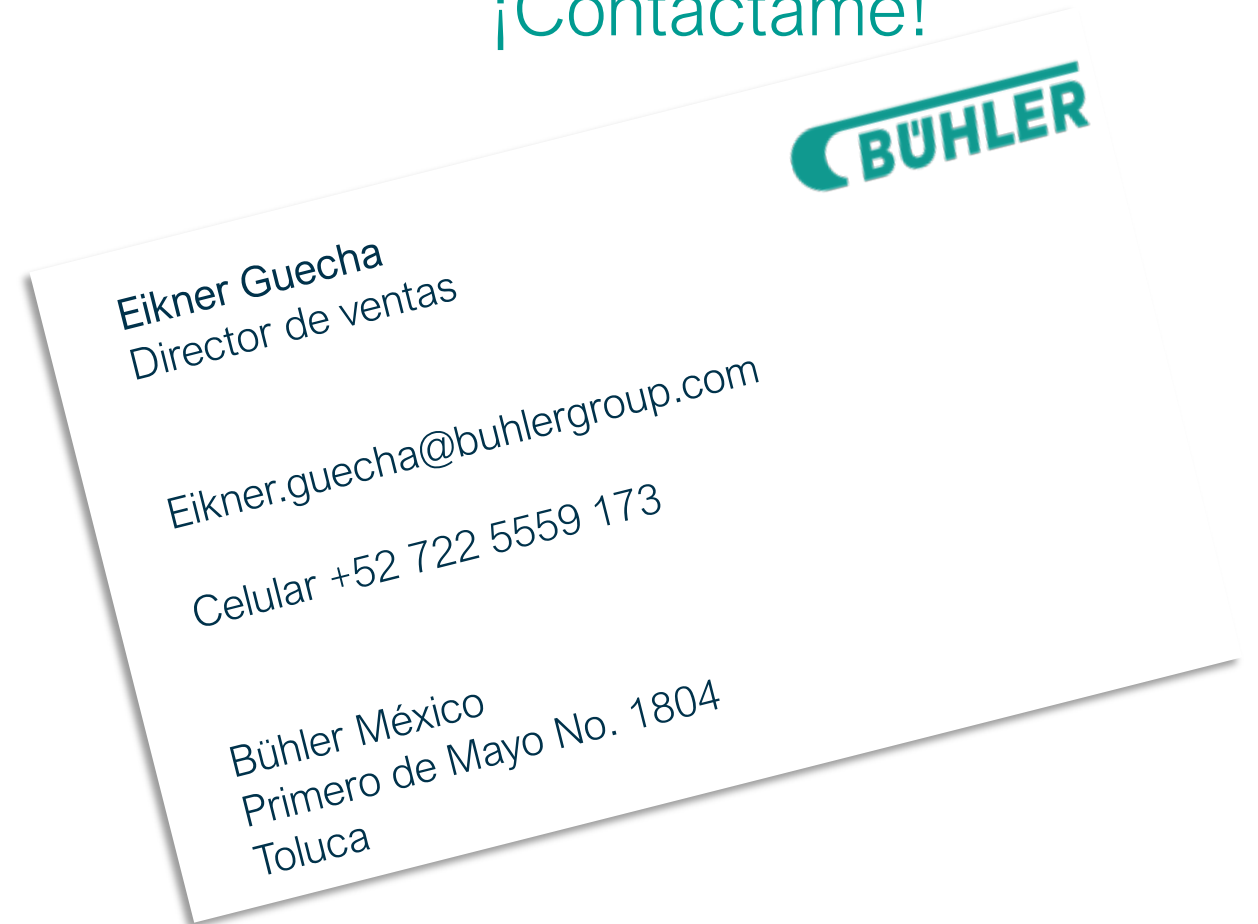 ¡Contáctame!
BÜHLER
Eikner Guecha
Director de ventas
Eikner.guecha@buhlergroup.com
Celular +52 722 5559 173
Bühler México
Primero de Mayo No. 1804
Toluca